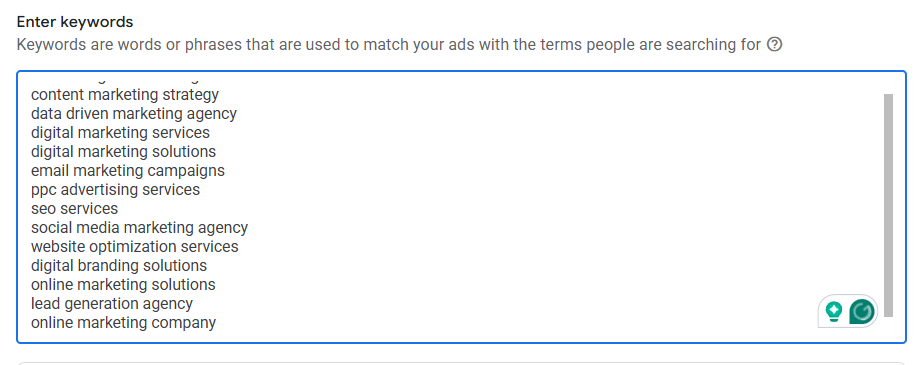 Enter keywords
Keywords are words or phrases that are used to match your ads with the terms people are searching for
content marketing strategy
data driven marketing agency
digital marketing services
digital marketing solutions
email marketing campaigns
ppc advertising services
seo services
social media marketing agency
website optimization services
digital branding solutions
online marketing solutions
lead generation agency
online marketing company